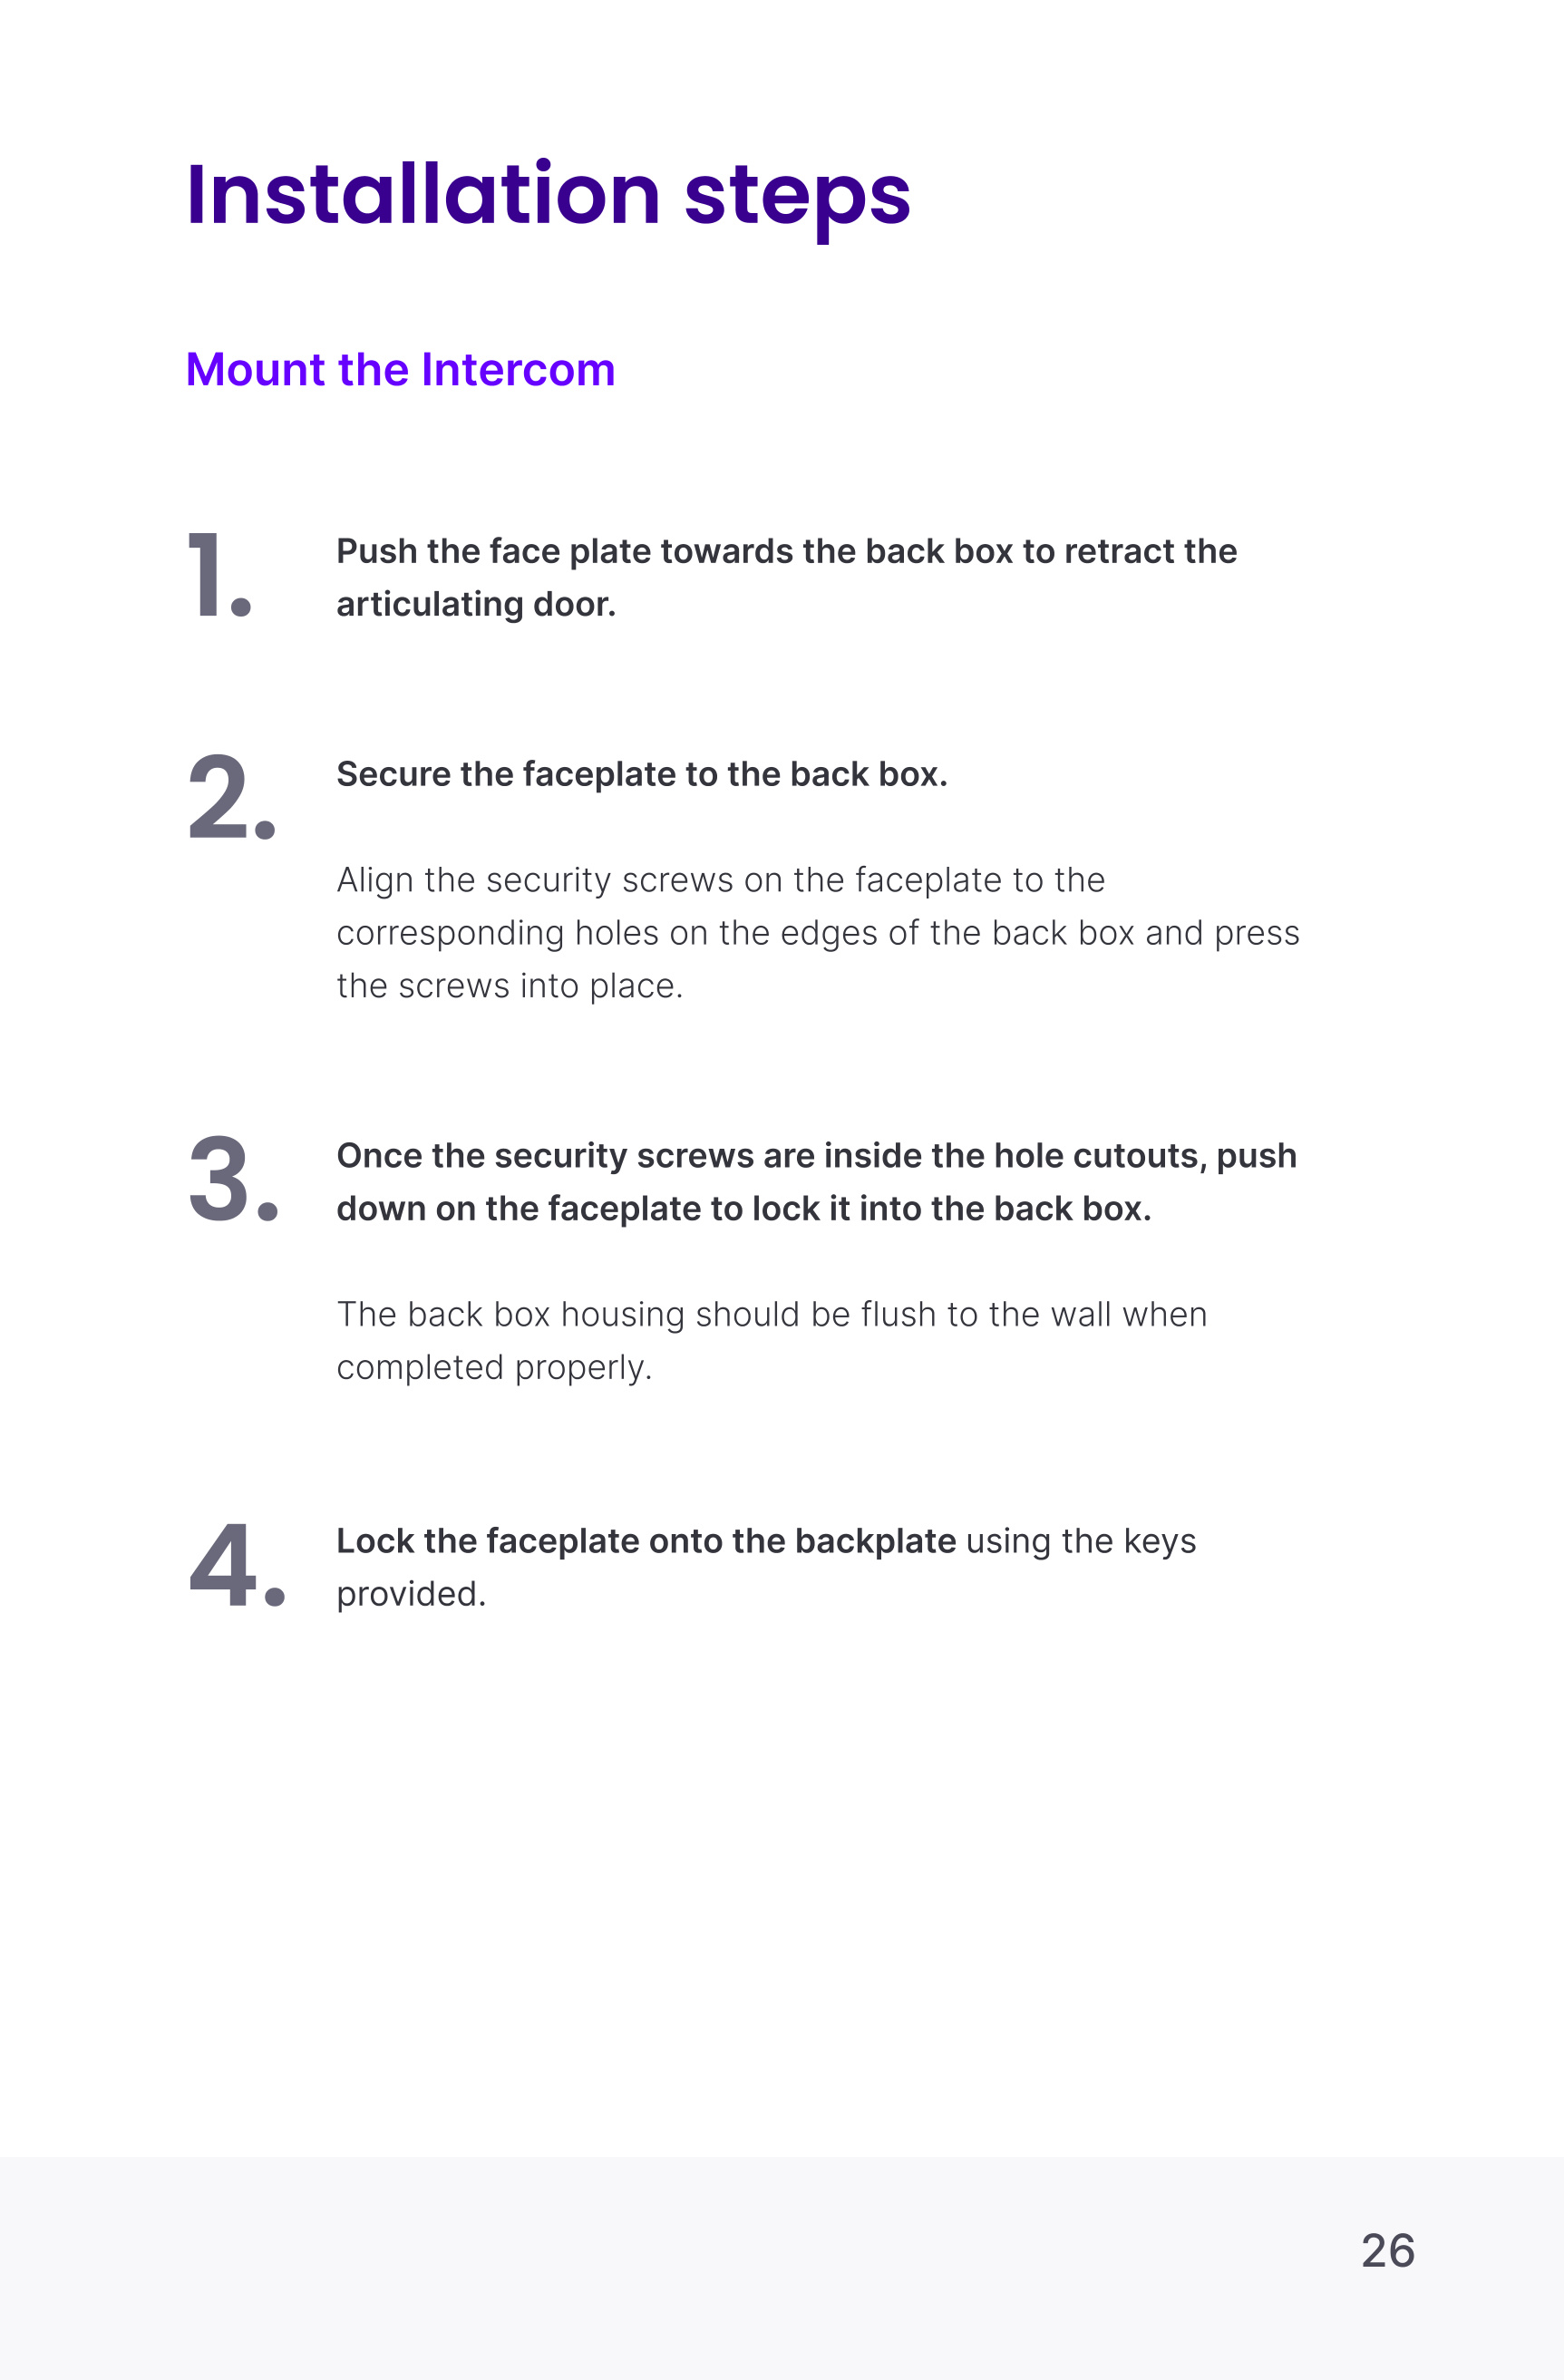 Installation steps
Mount the Intercom
1.
Push the face plate towards the back box to retract the
articulating door.
2.
Secure the faceplate to the back box.
Align the security screws on the faceplate to the
corresponding holes on the edges of the back box and press
the screws into place.
3.
Once the security screws are inside the hole cutouts, push
down on the faceplate to lock it into the back box.
The back box housing should be flush to the wall when
completed properly.
4.
Lock the faceplate onto the backplate using the keys
provided.
26